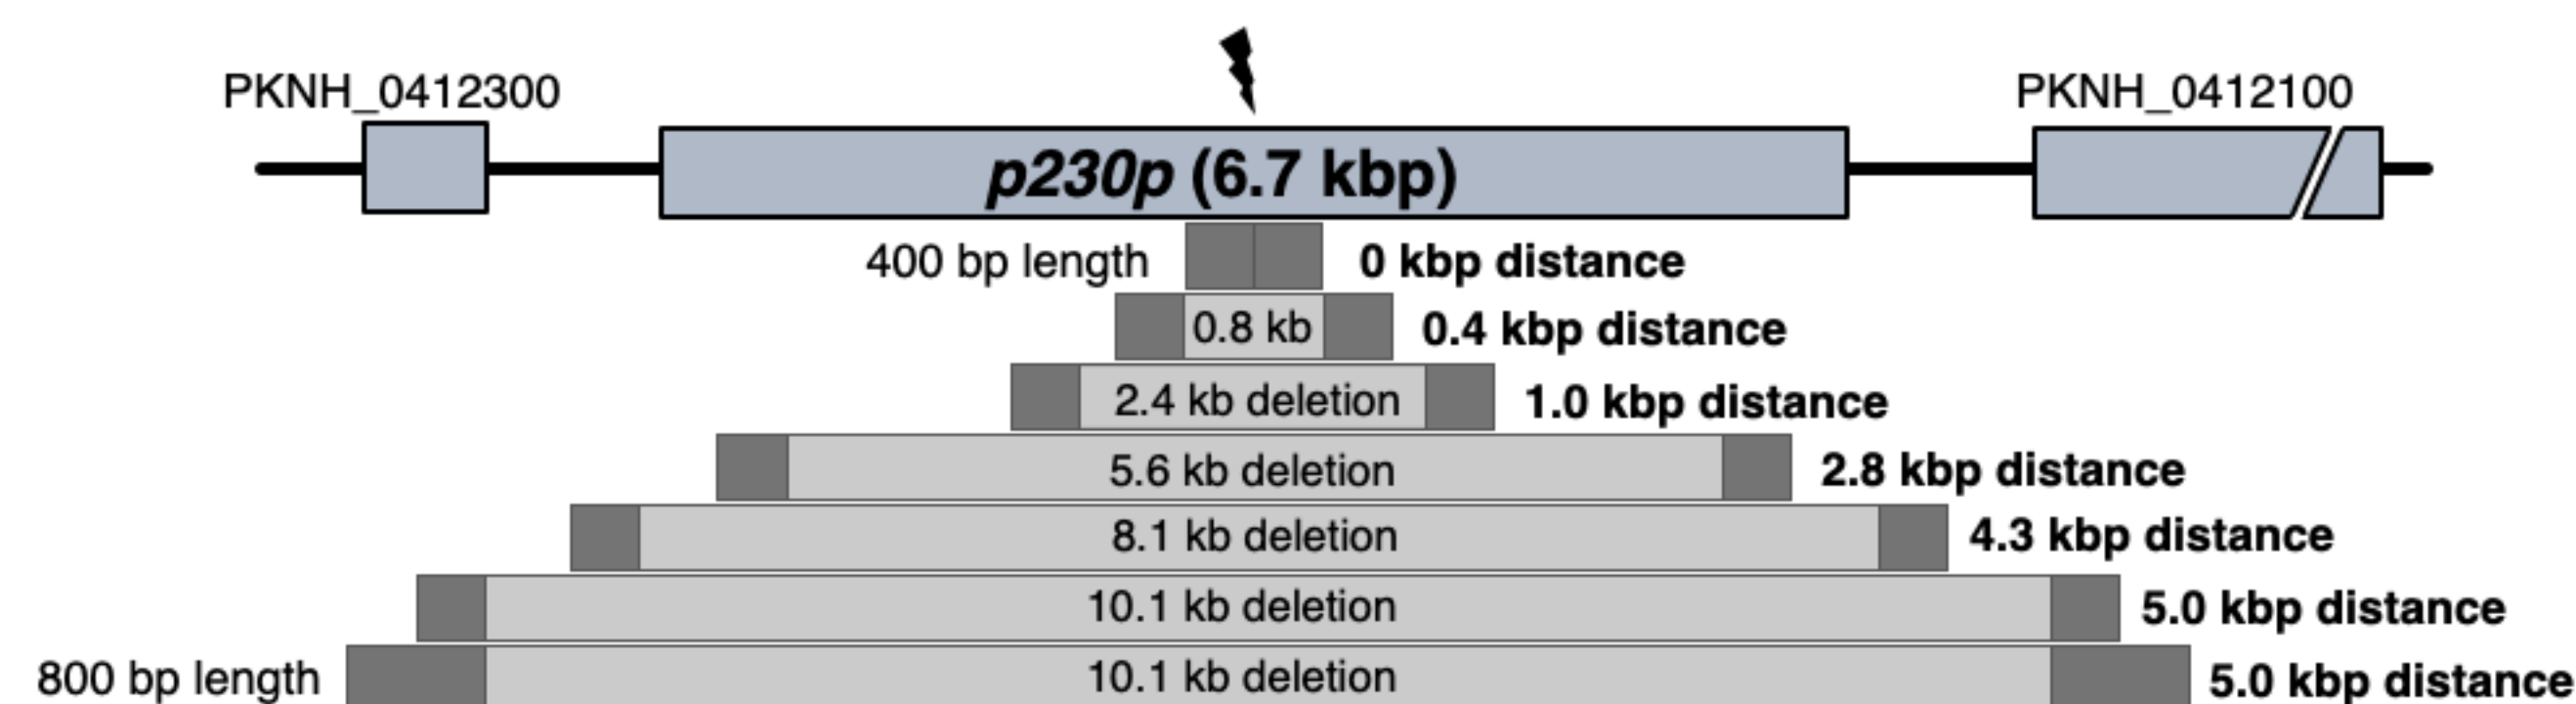 PKNH_0412300
PKNH_0412100
p230p (6.7 kbp)
400 bp length 0 kbp distance
0.8 kb 0.4 kbp distance
2.4 kb deletion 1.0 kbp distance
5.6 kb deletion 2.8 kbp distance
8.1 kb deletion 4.3 kbp distance
10.1 kb deletion 5.0 kbp distance
800 bp length 10.1 kb deletion 5.0 kbp distance